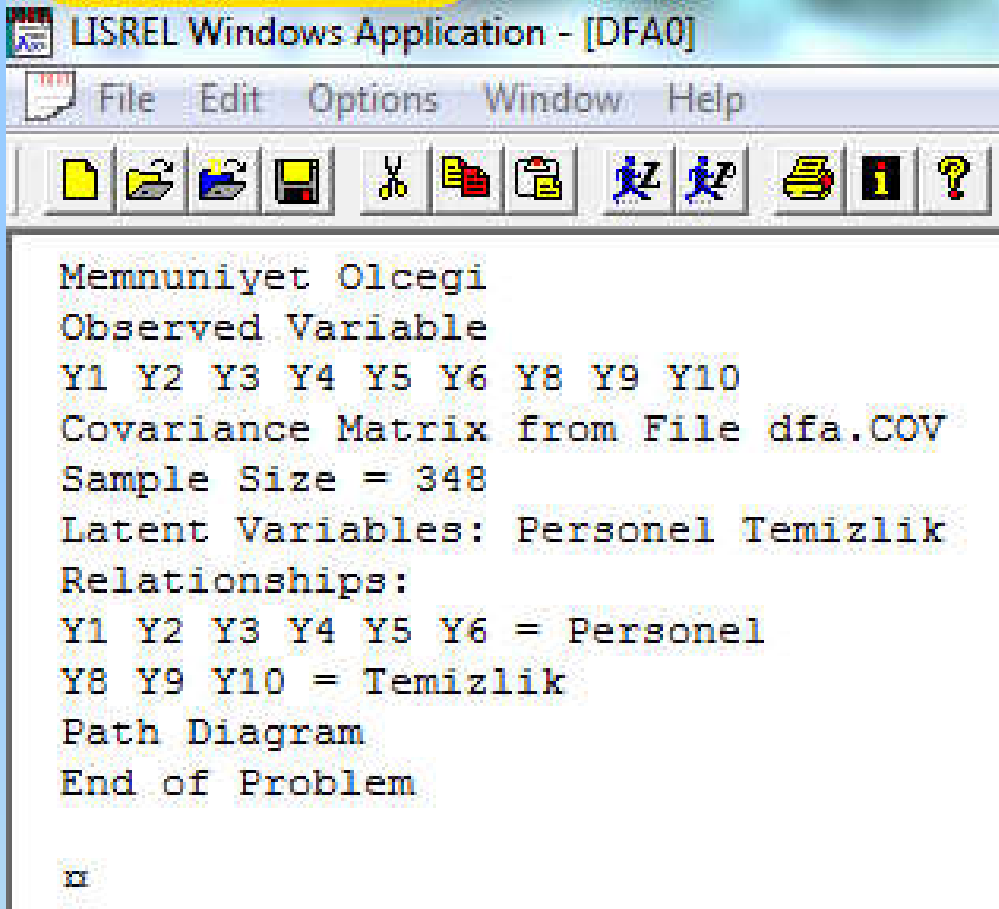 LISREL Windows Application - [DFA0]
File Edit Options Window Help
Memnuniyet Olcegi
Observed Variable
Y1 Y2 Y3 Y4 Y5 Y6 Y8 Y9 Y10
Covariance Matrix from File dfa.COV
Sample Size = 348
Latent Variables: Personel Temizlik
Relationships:
Y1 Y2 Y3 Y4 Y5 Y6 = Personel
Y8 Y9 Y10 = Temizlik
Path Diagram
End of Problem
¤